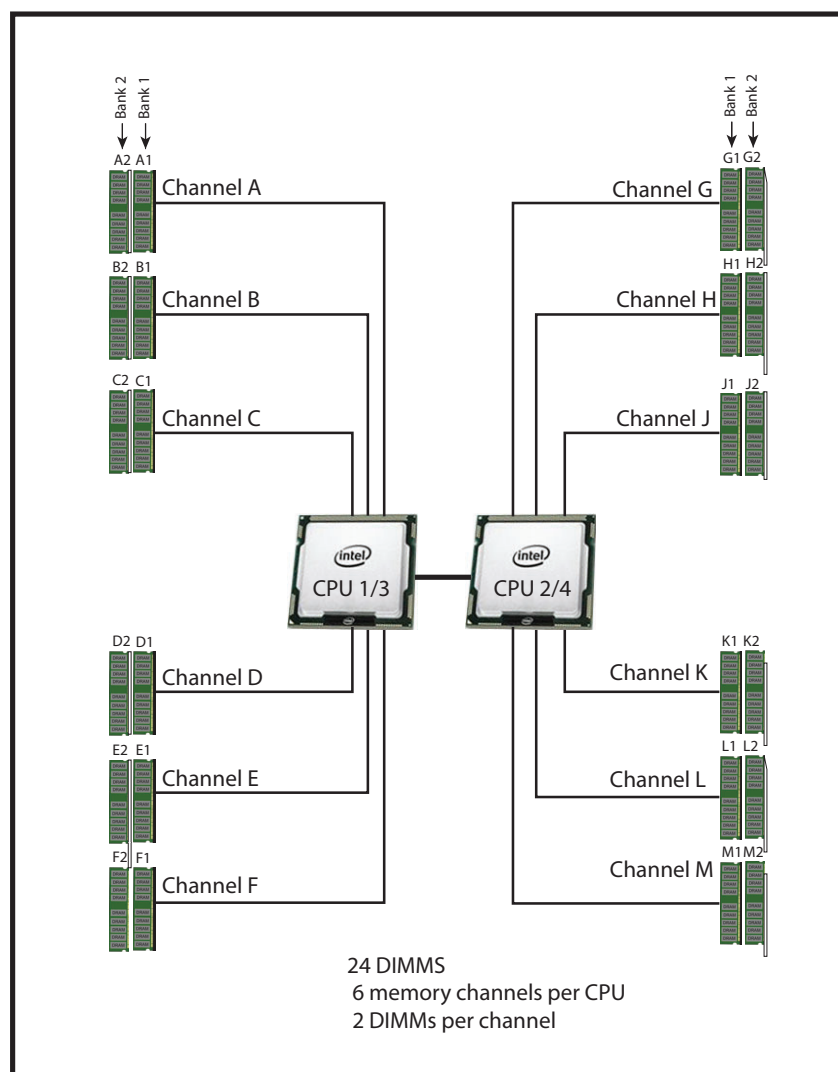 Bank 2
Bank 1
Bank 1
Bank 2
A2 A1
Channel A
Channel G
G1 G2
B2 B1
Channel B
Channel H
H1 H2
C2 C1
Channel C
Channel J
J1 J2
intel
CPU 1/3
intel
CPU 2/4
D2 D1
Channel D
Channel K
K1 K2
E2 E1
Channel E
Channel L
L1 L2
F2 F1
Channel F
Channel M
M1 M2
24 DIMMS
6 memory channels per CPU
2 DIMMs per channel